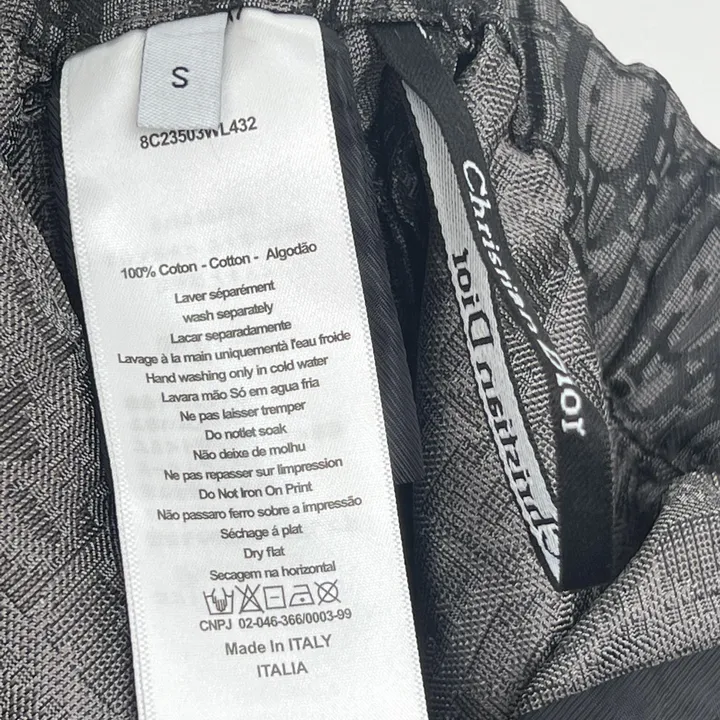 S
8C23503WL432
100% Coton - Cotton - Algodão
Laver séparément
wash separately
Lacar separadamente
Lavage à la main uniquementà l'eau froide
Hand washing only in cold water
Lavara mão Só em agua fria
Ne pas laisser tremper
Do notlet soak
Não deixe de molhu
Ne pas repasser sur limpression
Do Not Iron On Print
Não passaro ferro sobre a impressão
Séchage á plat
Dry flat
Secagem na horizontal
CNPJ 02-046-366/0003-99
Made In ITALY
ITALIA
Christian Dior
Christian Dior